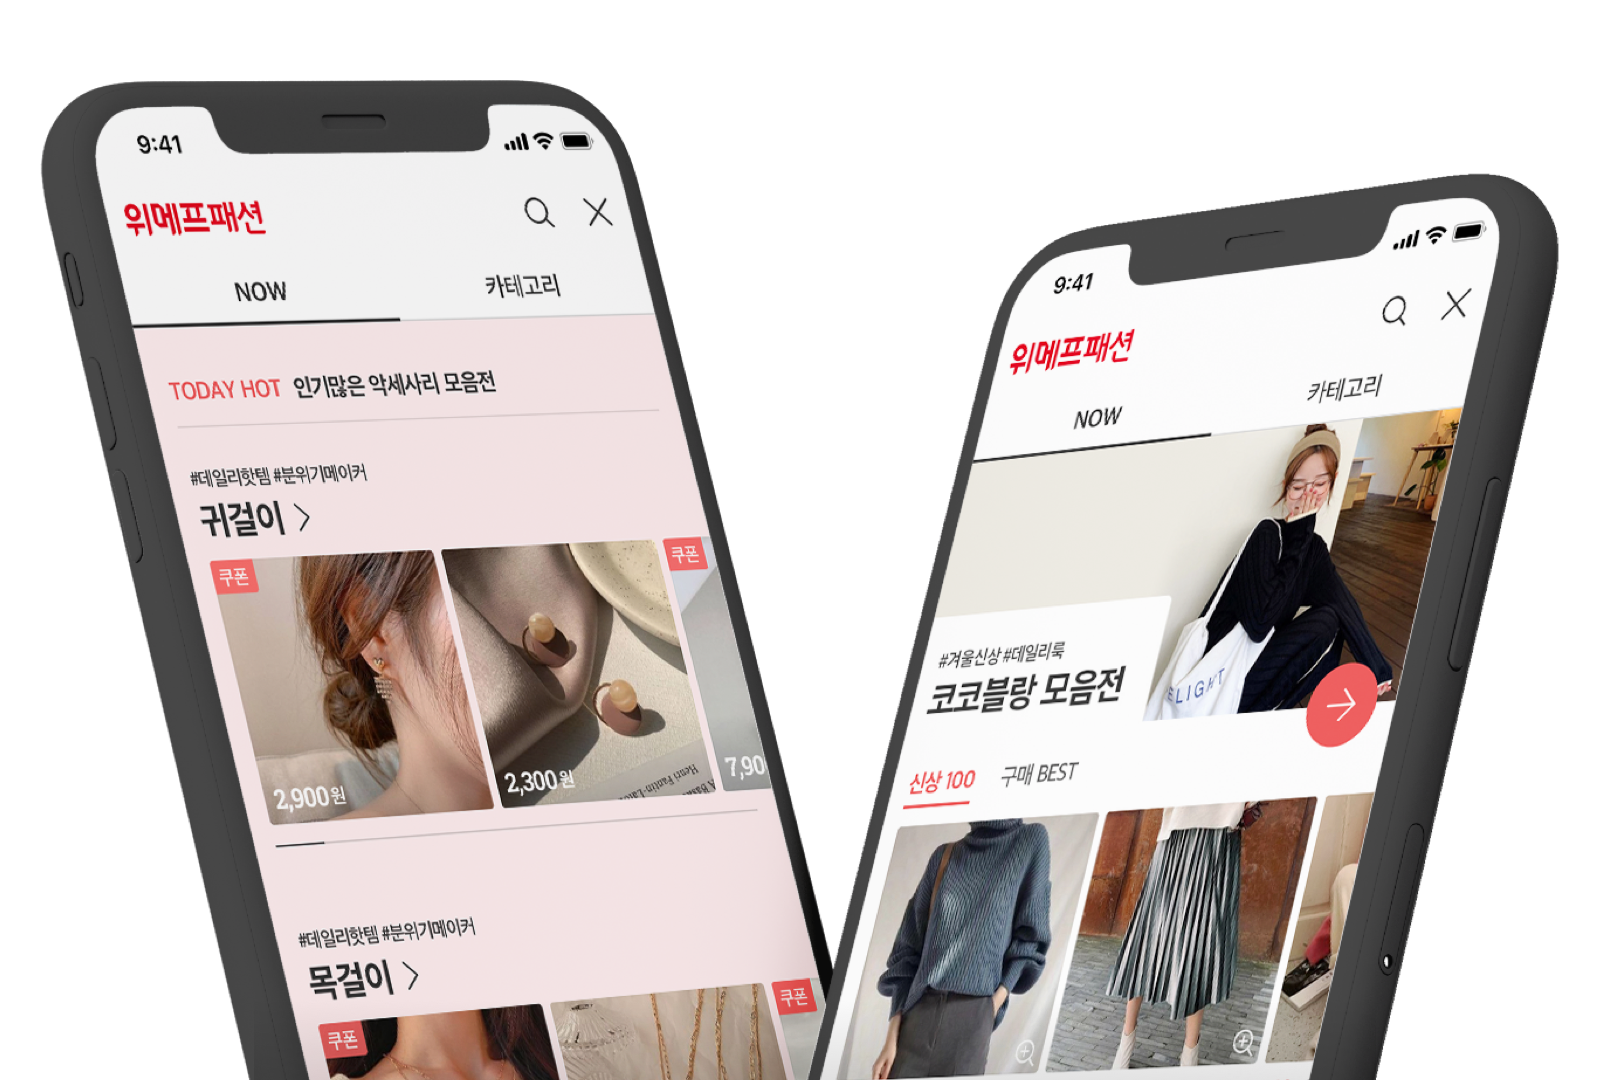 9:41
위메프패션
NOW
카테고리
TODAY HOT 인기많은 악세사리 모음전
#데일리핫템 #분위기메이커
귀걸이
쿠폰
쿠폰
2,900원
2,300원
7,90
Henri Fantin-Latou
#데일리핫템 #분위기메이커
목걸이
쿠폰
쿠폰
9:41
위메프패션
NOW
카테고리
ELIGHT
#겨울신상 #데일리룩
코코블랑 모음전
신상 100
구매 BEST